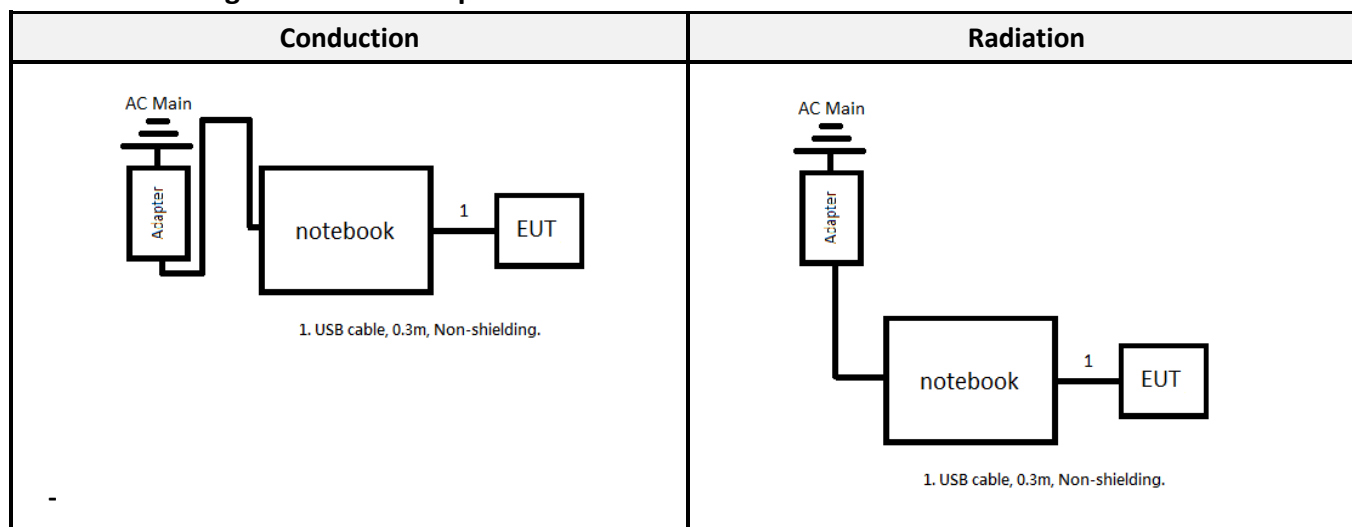 Conduction
Radiation
AC Main
Adapter
notebook
1
EUT
1. USB cable, 0.3m, Non-shielding.
-
AC Main
Adapter
notebook
1
EUT
1. USB cable, 0.3m, Non-shielding.